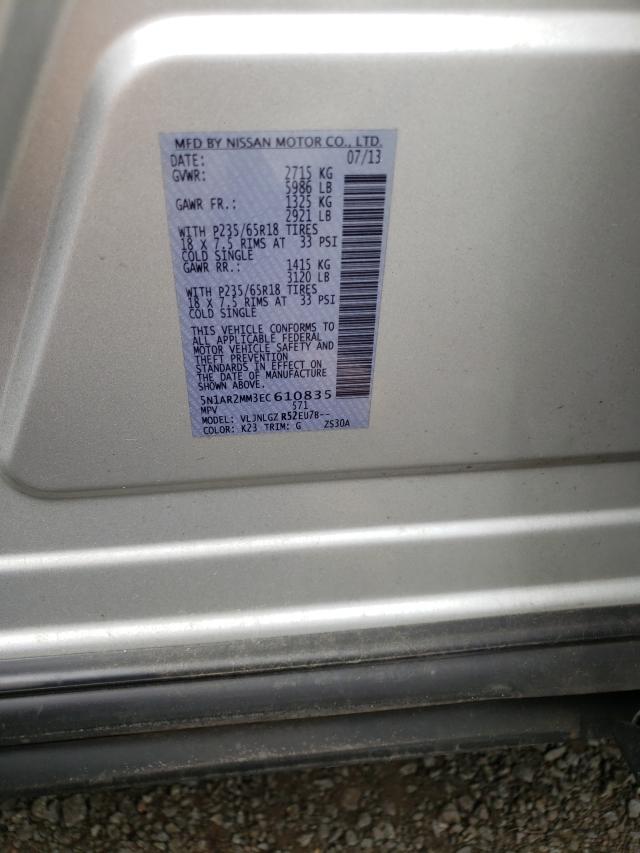 MFD BY NISSAN MOTOR CO., LTD.
DATE: 07/13
GVWR: 2715 KG
5986 LB
GAWR FR.: 1325 KG
2921 LB
WITH P235/65R18 TIRES
18 X 7.5 RIMS AT 33 PSI
COLD SINGLE
GAWR RR.: 1415 KG
3120 LB
WITH P235/65R18 TIRES
18 X 7.5 RIMS AT 33 PSI
COLD SINGLE
THIS VEHICLE CONFORMS TO
ALL APPLICABLE FEDERAL
MOTOR VEHICLE SAFETY AND
THEFT PREVENTION
STANDARDS IN EFFECT ON
THE DATE OF MANUFACTURE
SHOWN ABOVE.
5N1AR2MM3EC610835
MPV 571
MODEL: VLJNLGZ R52EU78--
COLOR: K23 TRIM: G ZS30A